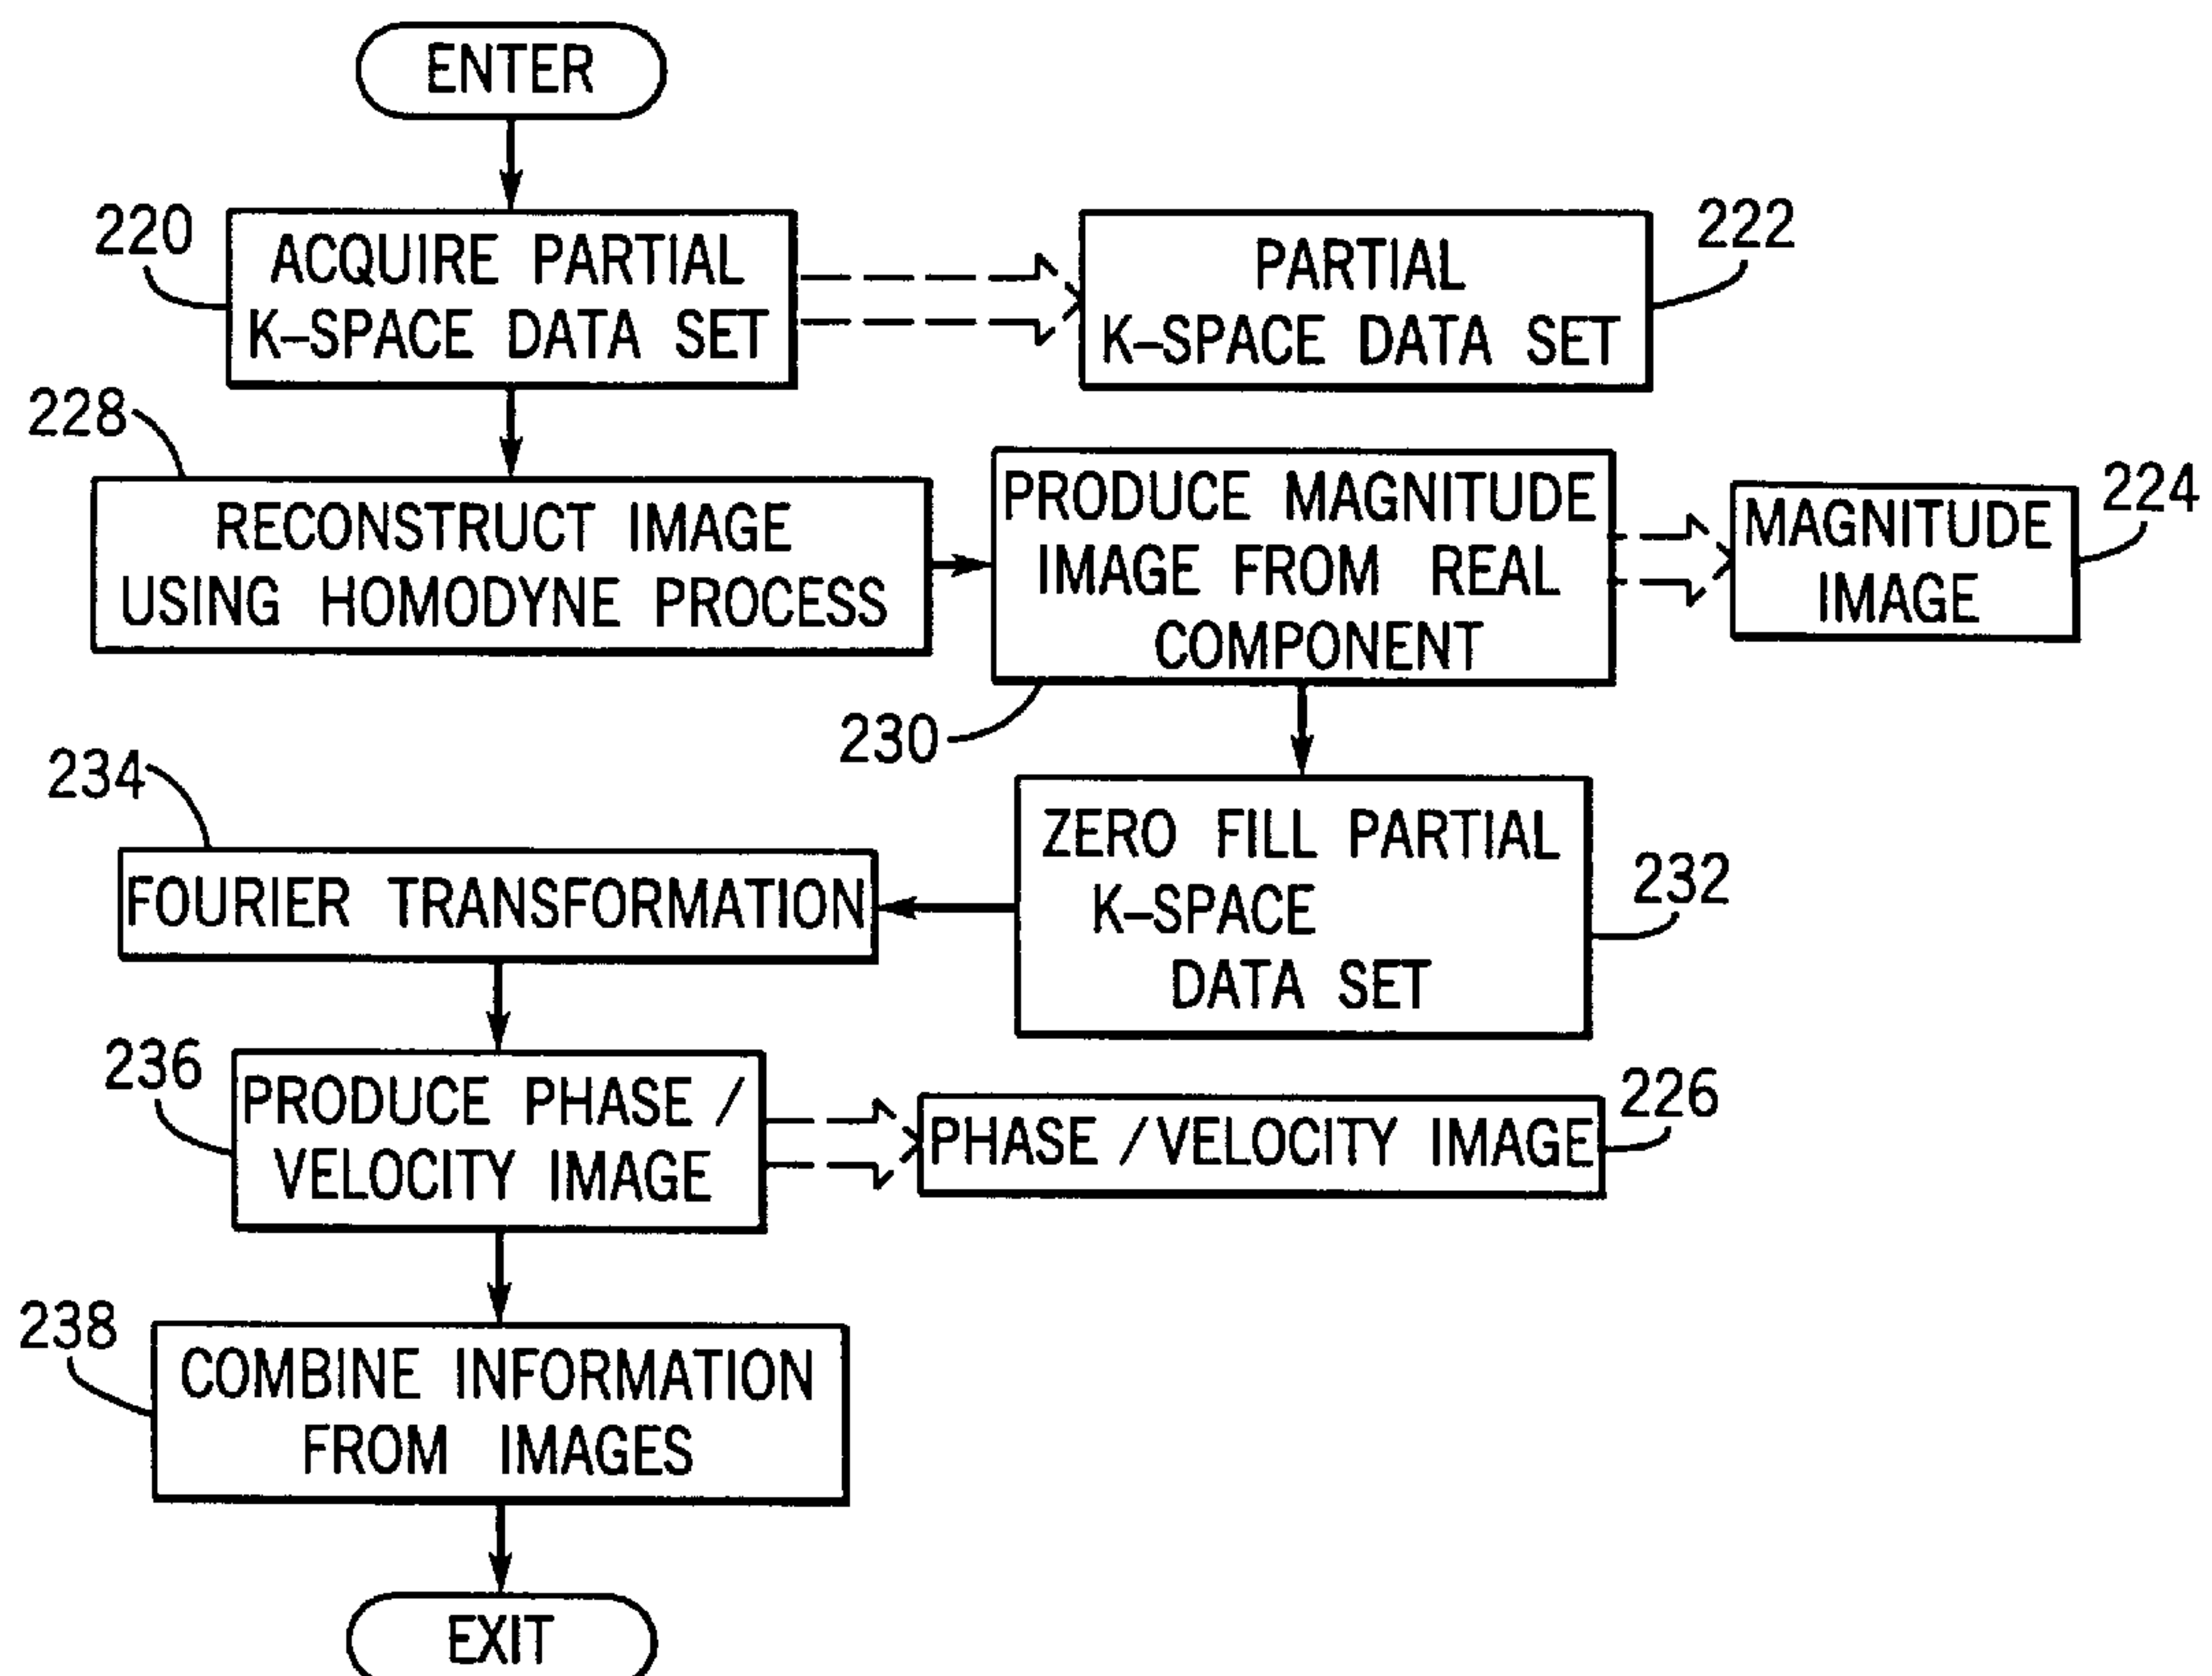 ENTER
220
ACQUIRE PARTIAL
K–SPACE DATA SET
PARTIAL
K–SPACE DATA SET
222
228
RECONSTRUCT IMAGE
USING HOMODYNE PROCESS
PRODUCE MAGNITUDE
IMAGE FROM REAL
COMPONENT
230
MAGNITUDE
IMAGE
224
ZERO FILL PARTIAL
K–SPACE
DATA SET
232
234
FOURIER TRANSFORMATION
236
PRODUCE PHASE /
VELOCITY IMAGE
PHASE /VELOCITY IMAGE
226
238
COMBINE INFORMATION
FROM IMAGES
EXIT